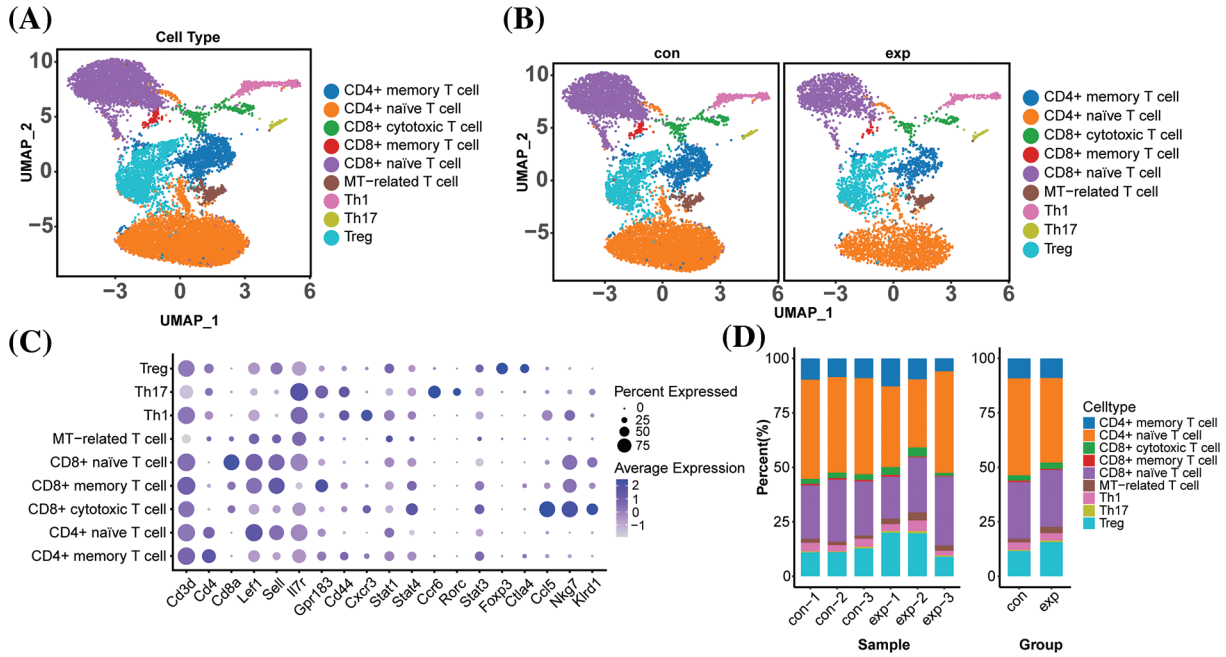 (A)
Cell Type
UMAP_2
10
5
0
−5
−3
0
3
6
UMAP_1
CD4+ memory T cell
CD4+ naïve T cell
CD8+ cytotoxic T cell
CD8+ memory T cell
CD8+ naïve T cell
MT−related T cell
Th1
Th17
Treg
(B)
con
exp
UMAP_2
10
5
0
−5
−3
0
3
6
−3
0
3
6
UMAP_1
CD4+ memory T cell
CD4+ naïve T cell
CD8+ cytotoxic T cell
CD8+ memory T cell
CD8+ naïve T cell
MT−related T cell
Th1
Th17
Treg
(C)
Treg
Th17
Th1
MT−related T cell
CD8+ naïve T cell
CD8+ memory T cell
CD8+ cytotoxic T cell
CD4+ naïve T cell
CD4+ memory T cell
Cd3d
Cd4
Cd8a
Lef1
Sell
Il7r
Gpr183
Cd44
Cxcr3
Stat1
Stat4
Ccr6
Rorc
Stat3
Foxp3
Ctla4
Ccl5
Nkg7
Klrd1
Percent Expressed
0
25
50
75
Average Expression
2
1
0
−1
(D)
Percent(%)
100
75
50
25
0
con−1
con−2
con−3
exp−1
exp−2
exp−3
Sample
100
75
50
25
0
con
exp
Group
Celltype
CD4+ memory T cell
CD4+ naïve T cell
CD8+ cytotoxic T cell
CD8+ memory T cell
CD8+ naïve T cell
MT−related T cell
Th1
Th17
Treg